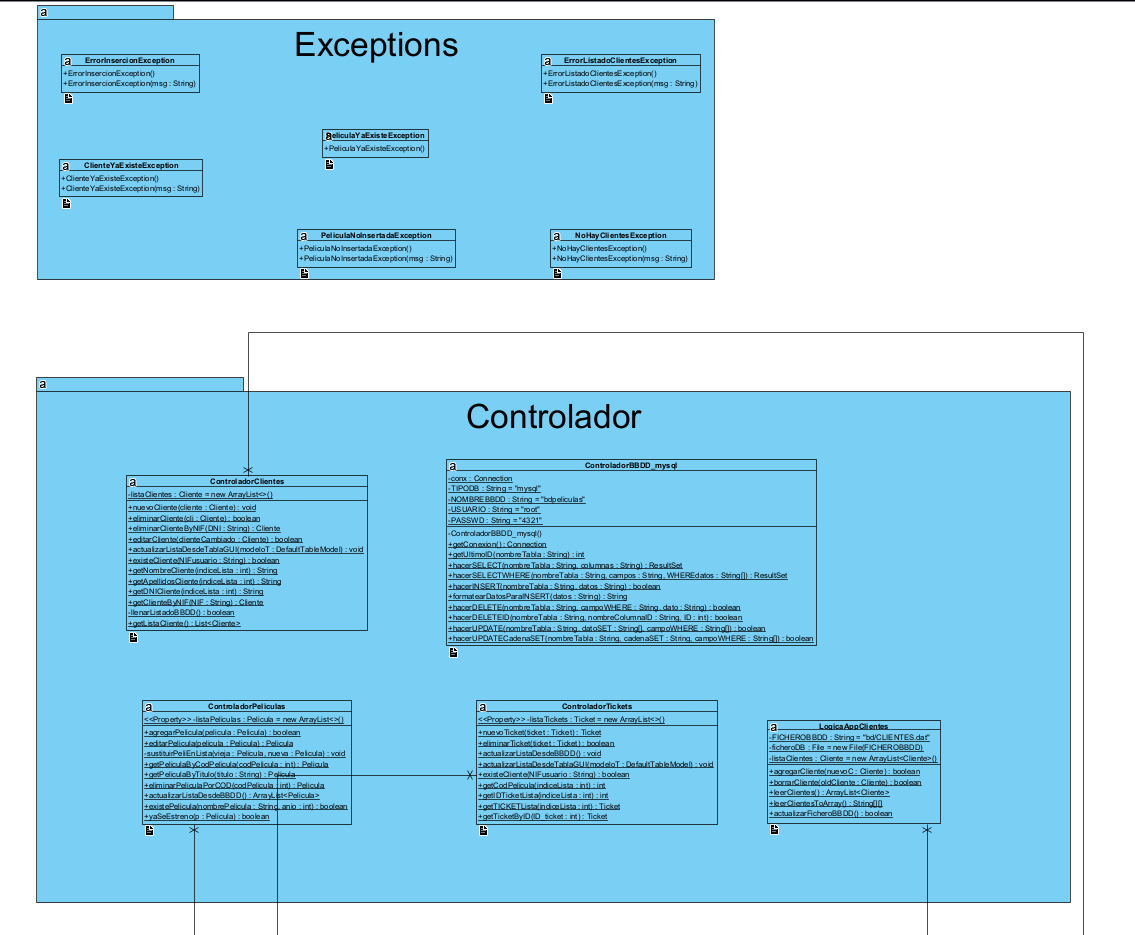 a
Exceptions
a ErrorInsercionException
+ErrorInsercionException()
+ErrorInsercionException(msg : String)
a ErrorListadoClientesException
+ErrorListadoClientesException()
+ErrorListadoClientesException(msg : String)
a PeliculaYaExisteException
+PeliculaYaExisteException()
a ClienteYaExisteException
+ClienteYaExisteException()
+ClienteYaExisteException(msg : String)
a PeliculaNoInsertadaException
+PeliculaNoInsertadaException()
+PeliculaNoInsertadaException(msg : String)
a NoHayClientesException
+NoHayClientesException()
+NoHayClientesException(msg : String)
a
Controlador
a ControladorClientes
-listaClientes : Cliente = new ArrayList<>()
+nuevoCliente(cliente : Cliente) : void
+eliminarCliente(cli : Cliente) : boolean
+eliminarClienteByNIF(DNI : String) : Cliente
+editarCliente(clienteCambiado : Cliente) : boolean
+actualizarListaDesdeTablaGUI(modeloT : DefaultTableModel) : void
+existeCliente(NIFusuario : String) : boolean
+getNombreCliente(indiceLista : int) : String
+getApellidosCliente(indiceLista : int) : String
+getDNICliente(indiceLista : int) : String
+getClienteByNIF(NIF : String) : Cliente
-llenarListadoBBDD() : boolean
+getListaCliente() : List<Cliente>
a ControladorBBDD_mysql
-conx : Connection
-TIPODB : String = "mysql"
-NOMBREBBDD : String = "bdpeliculas"
-USUARIO : String = "root"
-PASSWD : String = "4321"
-ControladorBBDD_mysql()
+getConexion() : Connection
+getUltimoID(nombreTabla : String) : int
+hacerSELECT(nombreTabla : String, columnas : String) : ResultSet
+hacerSELECTWHERE(nombreTabla : String, campos : String, WHEREdatos : String[]) : ResultSet
+hacerINSERT(nombreTabla : String, datos : String) : boolean
+formatearDatosParaINSERT(datos : String) : String
+hacerDELETE(nombreTabla : String, campoWHERE : String, dato : String) : boolean
+hacerDELETEID(nombreTabla : String, nombreColumnaID : String, ID : int) : boolean
+hacerUPDATE(nombreTabla : String, datoSET : String[], campoWHERE : String[]) : boolean
+hacerUPDATECadenaSET(nombreTabla : String, cadenaSET : String, campoWHERE : String[]) : boolean
a ControladorPeliculas
<<Property>> -listaPeliculas : Pelicula = new ArrayList<>()
+agregarPelicula(pelicula : Pelicula) : boolean
+editarPelicula(pelicula : Pelicula) : Pelicula
-sustituirPeliEnLista(vieja : Pelicula, nueva : Pelicula) : void
+getPeliculaByCodPelicula(codPelicula : int) : Pelicula
+getPeliculaByTitulo(titulo : String) : Pelicula
+eliminarPeliculaPorCOD(codPelicula : int) : Pelicula
+actualizarListaDesdeBBDD() : ArrayList<Pelicula>
+existePelicula(nombrePelicula : String, anio : int) : boolean
+yaSeEstreno(p : Pelicula) : boolean
a ControladorTickets
<<Property>> -listaTickets : Ticket = new ArrayList<>()
+nuevoTicket(ticket : Ticket) : Ticket
+eliminarTicket(ticket : Ticket) : boolean
+actualizarListaDesdeBBDD() : void
+actualizarListaDesdeTablaGUI(modeloT : DefaultTableModel) : void
+existeCliente(NIFusuario : String) : boolean
+getCodPelicula(indiceLista : int) : int
+getIDTicketLista(indiceLista : int) : int
+getTICKETLista(indiceLista : int) : Ticket
+getTicketByID(ID_ticket : int) : Ticket
a LogicaAppClientes
-FICHEROBBDD : String = "bd/CLIENTES.dat"
-ficheroDB : File = new File(FICHEROBBDD)
-listaClientes : Cliente = new ArrayList<Cliente>()
+agregarCliente(nuevoC : Cliente) : boolean
+borrarCliente(oldCliente : Cliente) : boolean
+leerClientes() : ArrayList<Cliente>
+leerClientesToArray() : String[][]
+actualizarFicheroBBDD() : boolean